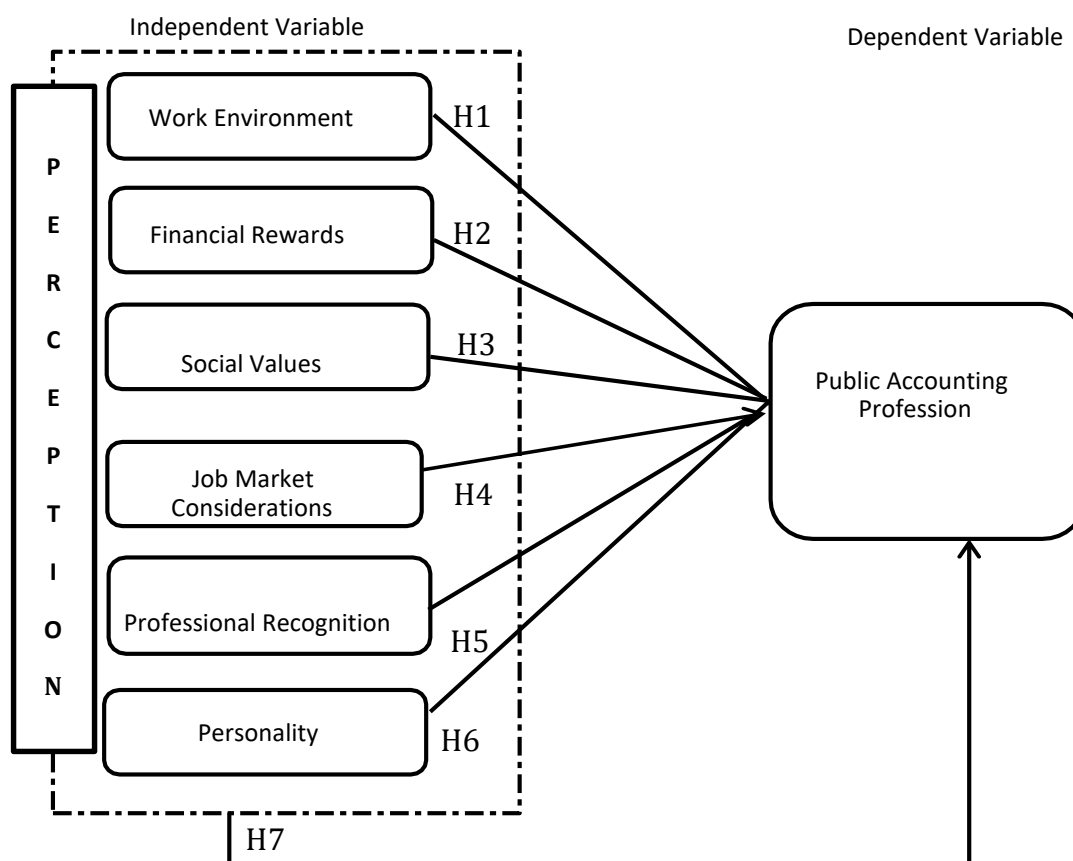 Independent Variable
Dependent Variable
P
E
R
C
E
P
T
I
O
N
Work Environment
H1
Financial Rewards
H2
Social Values
H3
Job Market
Considerations
H4
Professional Recognition
H5
Personality
H6
H7
Public Accounting
Profession